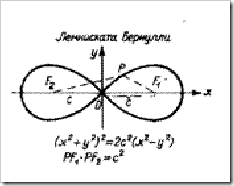 Лемниската Бернулли
y
P
F₂ F₁
c c
O x
(x²+y²)²=2c²(x²-y²)
PF₁·PF₂=c²